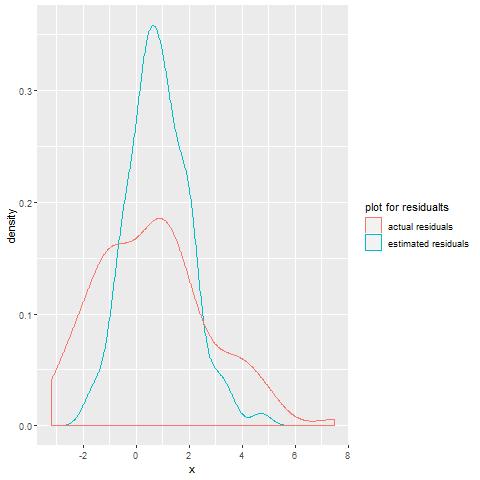 0.3
0.2
0.1
0.0
density
-2
0
2
4
6
8
x
plot for residualts
actual residuals
estimated residuals